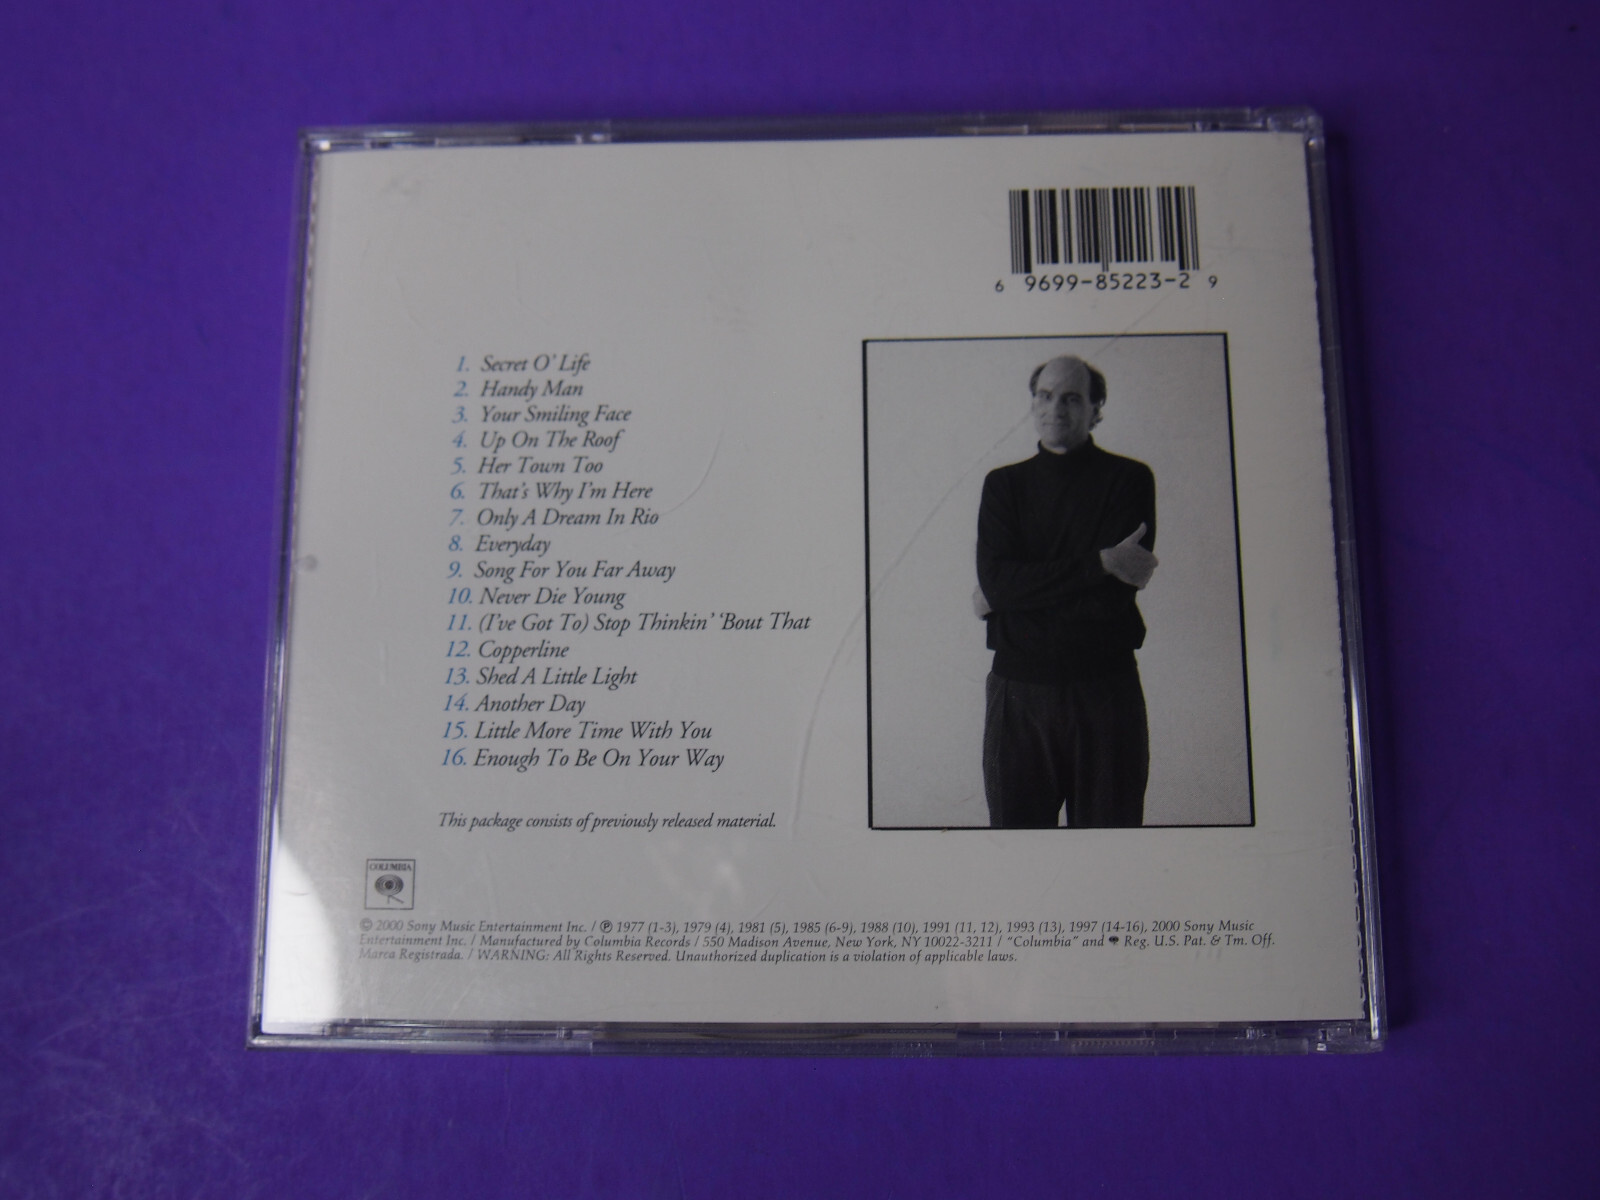 6 9699-85223-2 9
1. Secret O' Life
2. Handy Man
3. Your Smiling Face
4. Up On The Roof
5. Her Town Too
6. That's Why I'm Here
7. Only A Dream In Rio
8. Everyday
9. Song For You Far Away
10. Never Die Young
11. (I've Got To) Stop Thinkin' 'Bout That
12. Copperline
13. Shed A Little Light
14. Another Day
15. Little More Time With You
16. Enough To Be On Your Way
This package consists of previously released material.
COLUMBIA
© 2000 Sony Music Entertainment Inc. / ℗ 1977 (1-3), 1979 (4), 1981 (5), 1985 (6-9), 1988 (10), 1991 (11, 12), 1993 (13), 1997 (14-16), 2000 Sony Music
Entertainment Inc. / Manufactured by Columbia Records / 550 Madison Avenue, New York, NY 10022-3211 / "Columbia" and Reg. U.S. Pat. & Tm. Off.
Marca Registrada. / WARNING: All Rights Reserved. Unauthorized duplication is a violation of applicable laws.